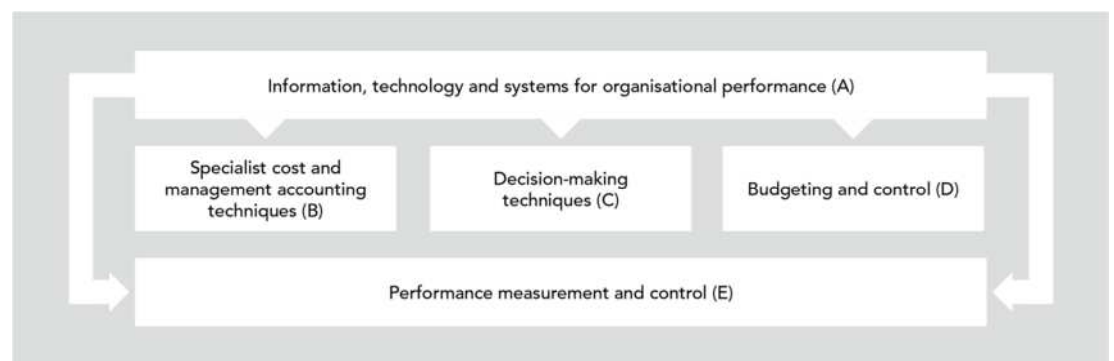 Information, technology and systems for organisational performance (A)
Specialist cost and
management accounting
techniques (B)
Decision-making
techniques (C)
Budgeting and control (D)
Performance measurement and control (E)